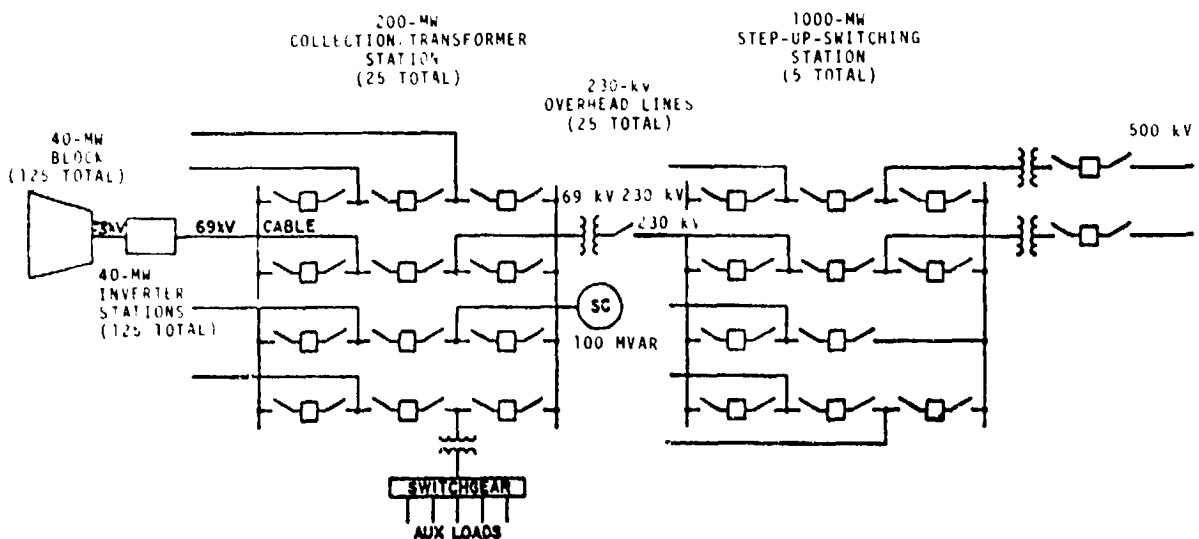 200-MW
COLLECTION/TRANSFORMER
STATION
(25 TOTAL)
1000-MW
STEP-UP-SWITCHING
STATION
(5 TOTAL)
230-kV
OVERHEAD LINES
(25 TOTAL)
500 kV
40-MW
BLOCK
(125 TOTAL)
3kV
69kV
CABLE
69 kV
230 kV
230 kV
40-MW
INVERTER
STATIONS
(125 TOTAL)
SC
100 MVAR
SWITCHGEAR
AUX LOADS